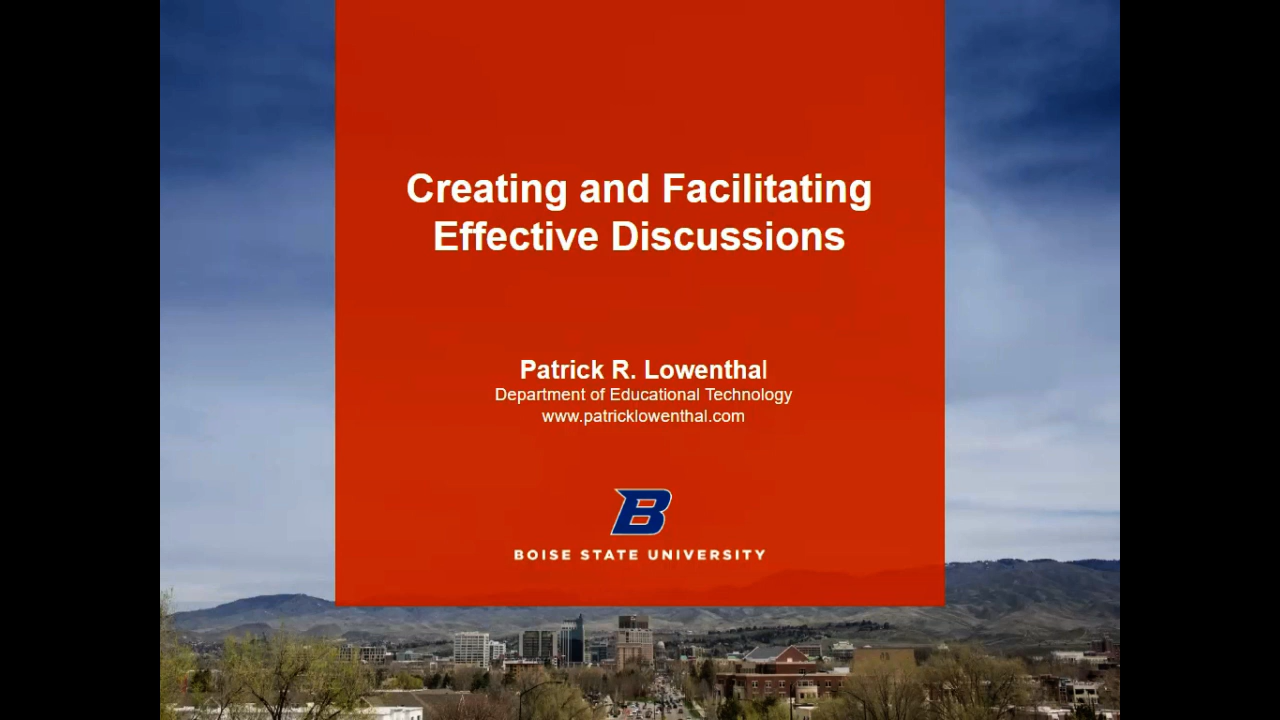 Creating and Facilitating
Effective Discussions
Patrick R. Lowenthal
Department of Educational Technology
www.patricklowenthal.com
B
BOISE STATE UNIVERSITY